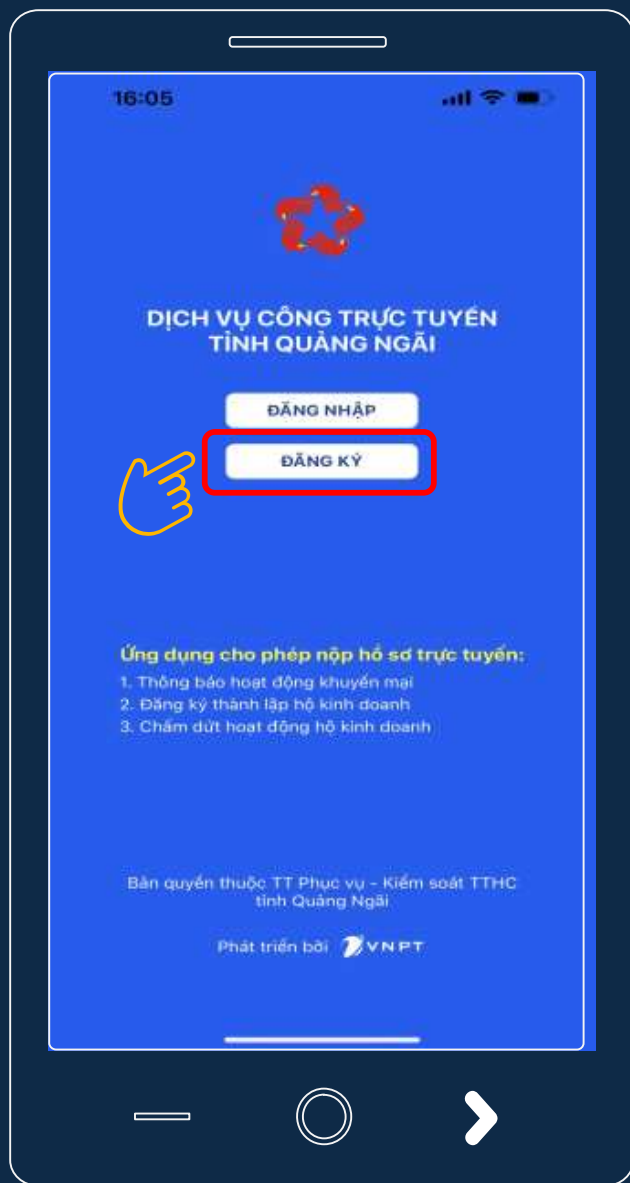 16:05
DỊCH VỤ CÔNG TRỰC TUYẾN
TỈNH QUẢNG NGÃI
ĐĂNG NHẬP
ĐĂNG KÝ
Ứng dụng cho phép nộp hồ sơ trực tuyến:
1. Thông báo hoạt động khuyến mại
2. Đăng ký thành lập hộ kinh doanh
3. Chấm dứt hoạt động hộ kinh doanh
Bản quyền thuộc TT Phục vụ - Kiểm soát TTHC
tỉnh Quảng Ngãi
Phát triển bởi VNPT